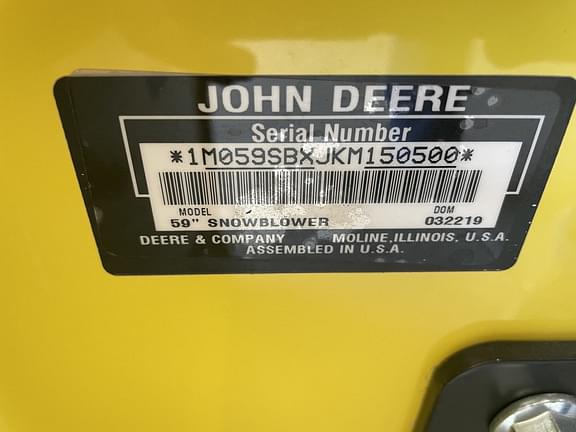 JOHN DEERE
Serial Number
*1M059SBXJKM150500*
MODEL DOM
59" SNOWBLOWER 032219
DEERE & COMPANY MOLINE, ILLINOIS, U.S.A.
ASSEMBLED IN U.S.A.